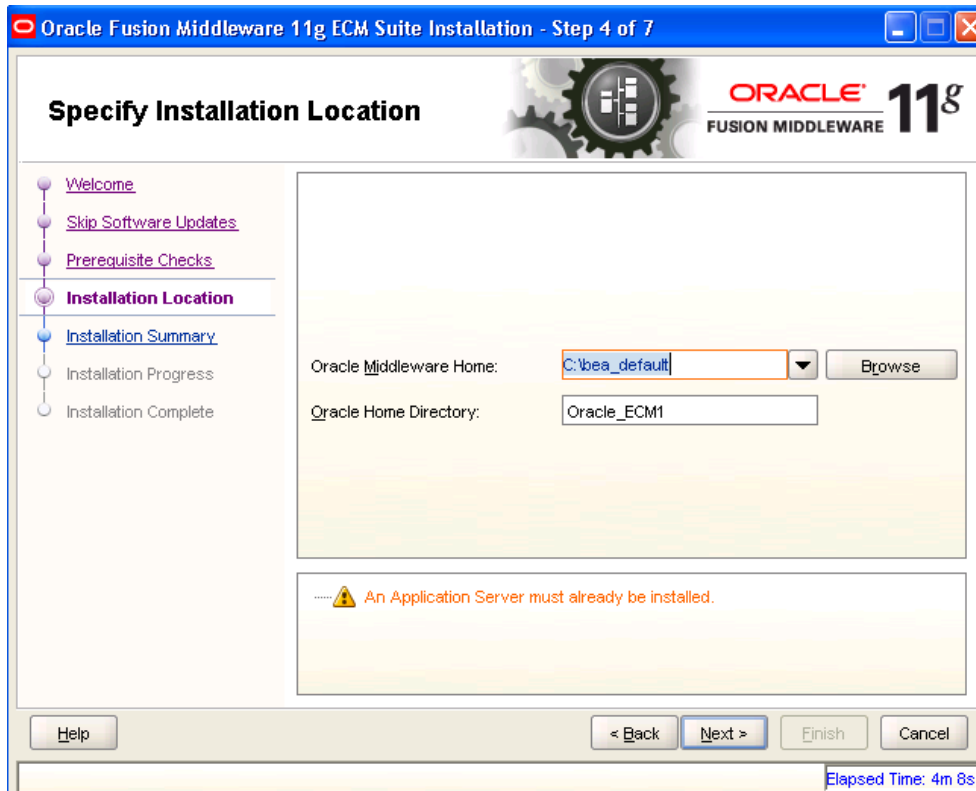 Oracle Fusion Middleware 11g ECM Suite Installation - Step 4 of 7
Specify Installation Location
ORACLE
FUSION MIDDLEWARE
11g
Welcome
Skip Software Updates
Prerequisite Checks
Installation Location
Installation Summary
Installation Progress
Installation Complete
Oracle Middleware Home:
C:\bea_default
Browse
Oracle Home Directory:
Oracle_ECM1
An Application Server must already be installed.
Help
< Back
Next >
Finish
Cancel
Elapsed Time: 4m 8s